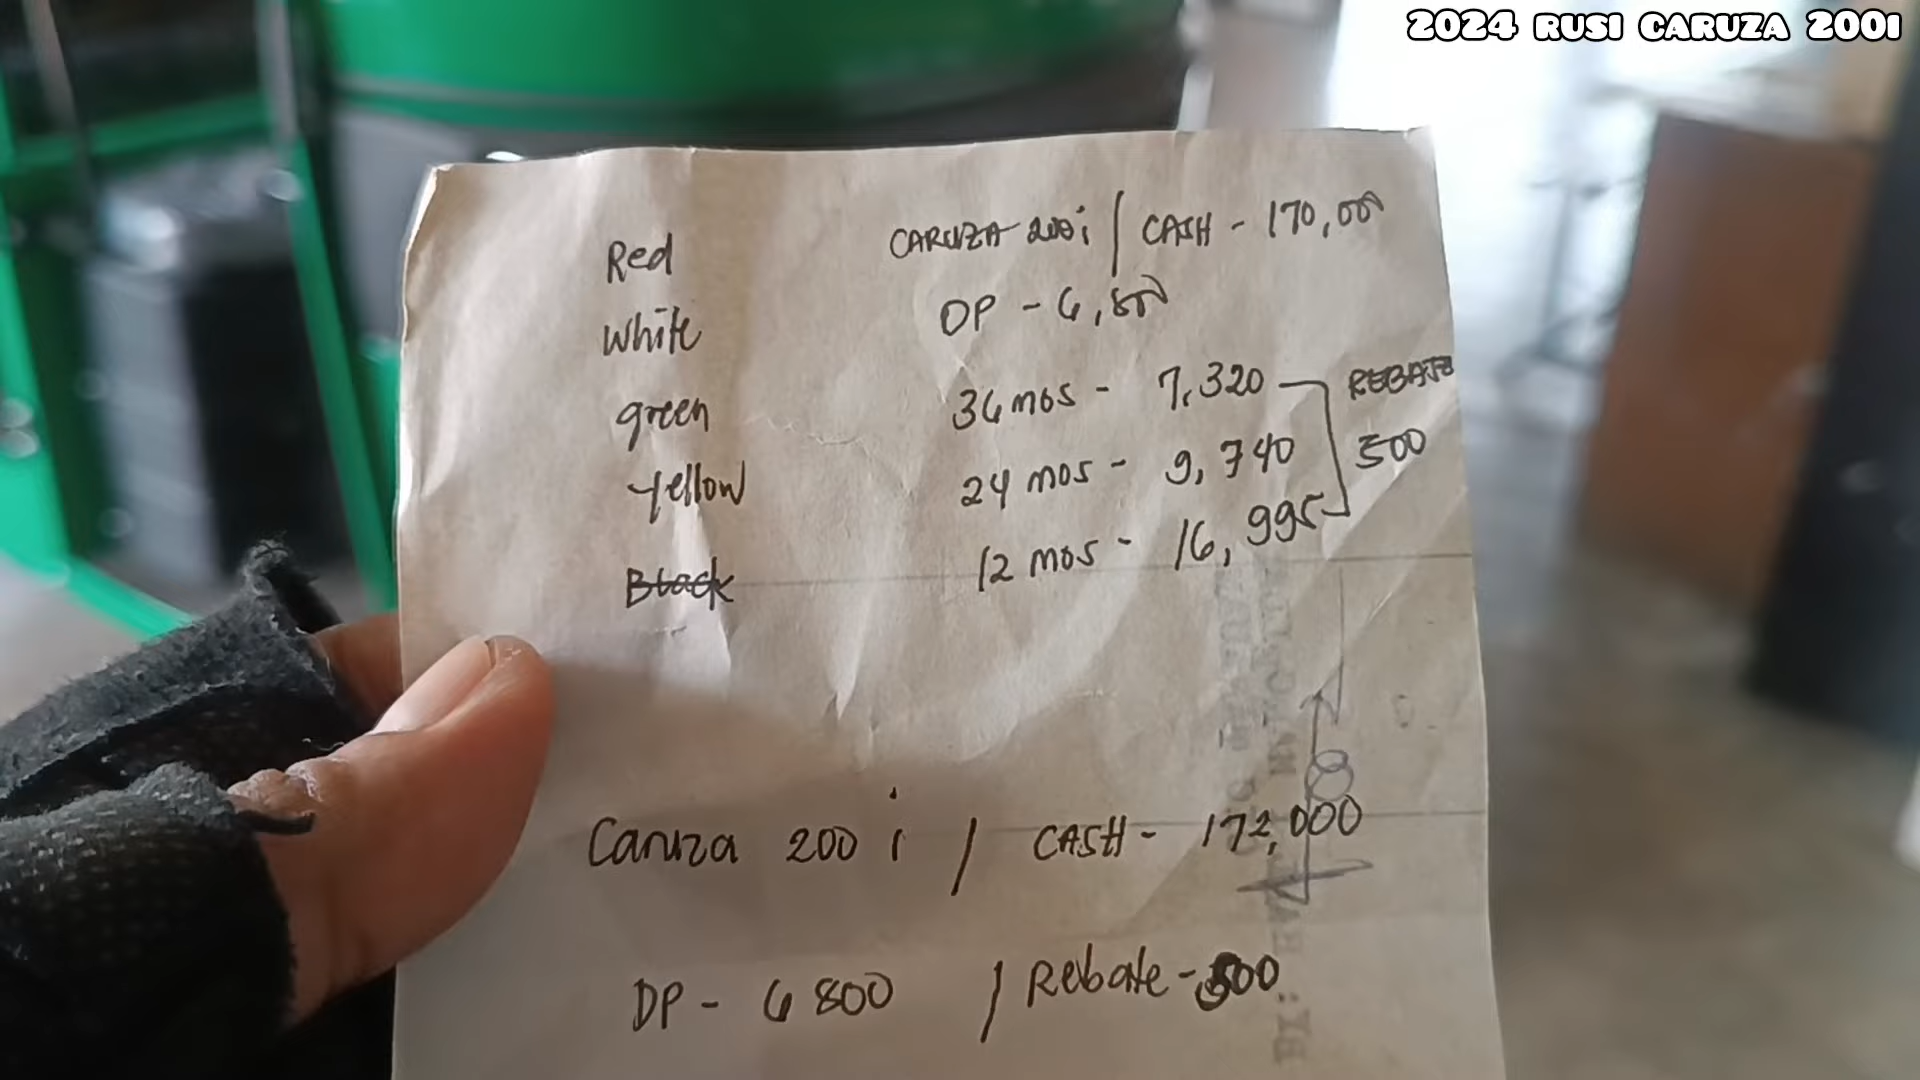 2024 RUSI CARUZA 200I
Red
White
green
yellow
Black
CARUZA 200i / CASH - 170,000
DP - 6,800
36 mos - 7,320
24 mos - 9,740
12 mos - 16,995
REBATE
500
Caruza 200 i / CASH - 172,000
DP - 6 800 / Rebate - 500